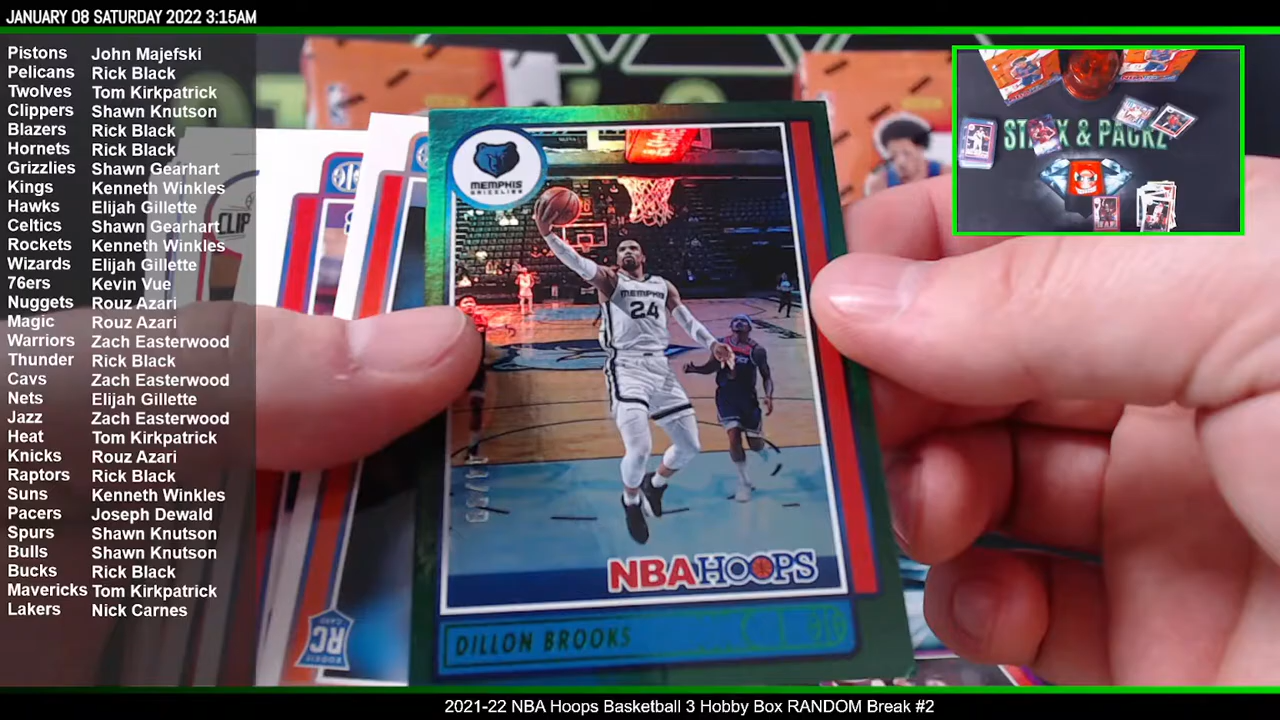 JANUARY 08 SATURDAY 2022 3:15AM
Pistons John Majefski
Pelicans Rick Black
Twolves Tom Kirkpatrick
Clippers Shawn Knutson
Blazers Rick Black
Hornets Rick Black
Grizzlies Shawn Gearhart
Kings Kenneth Winkles
Hawks Elijah Gillette
Celtics Shawn Gearhart
Rockets Kenneth Winkles
Wizards Elijah Gillette
76ers Kevin Vue
Nuggets Rouz Azari
Magic Rouz Azari
Warriors Zach Easterwood
Thunder Rick Black
Cavs Zach Easterwood
Nets Elijah Gillette
Jazz Zach Easterwood
Heat Tom Kirkpatrick
Knicks Rouz Azari
Raptors Rick Black
Suns Kenneth Winkles
Pacers Joseph Dewald
Spurs Shawn Knutson
Bulls Shawn Knutson
Bucks Rick Black
Mavericks Tom Kirkpatrick
Lakers Nick Carnes
MEMPHIS
GRIZZLIES
MEMPHIS
24
NBA HOOPS
DILLON BROOKS
RC
CLIP
& PACKZ
2021-22 NBA Hoops Basketball 3 Hobby Box RANDOM Break #2